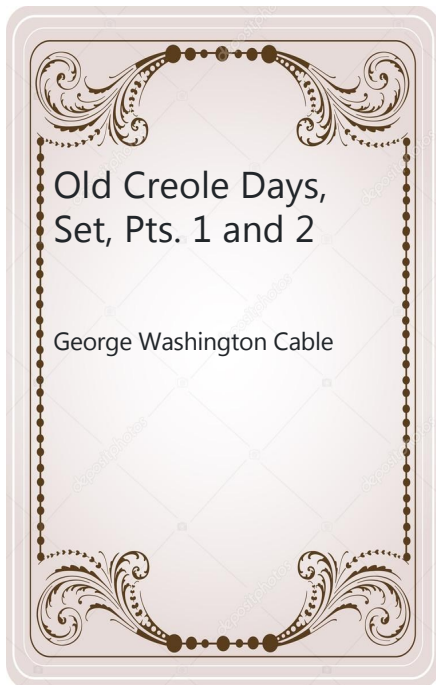 Old Creole Days,
Set, Pts. 1 and 2
George Washington Cable